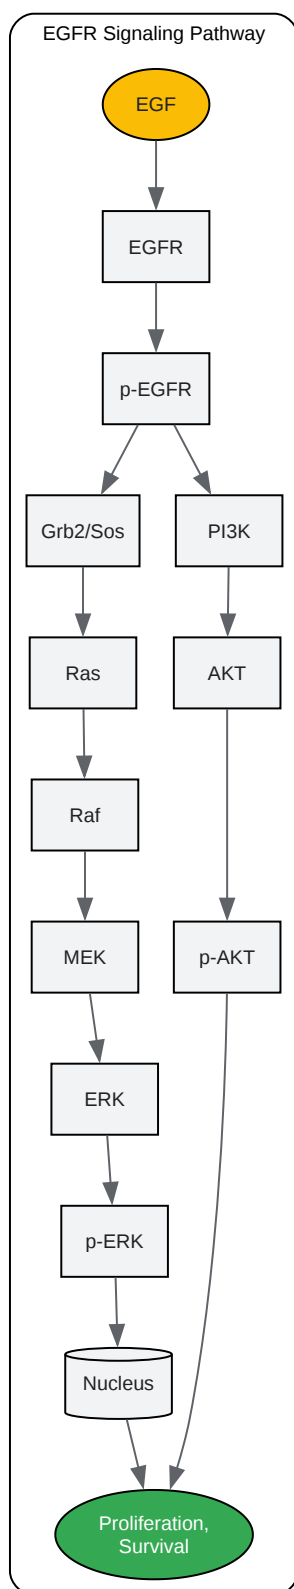 EGFR Signaling Pathway
EGF
EGFR
p-EGFR
Grb2/Sos
PI3K
Ras
AKT
Raf
MEK
p-AKT
ERK
p-ERK
Nucleus
Proliferation,
Survival